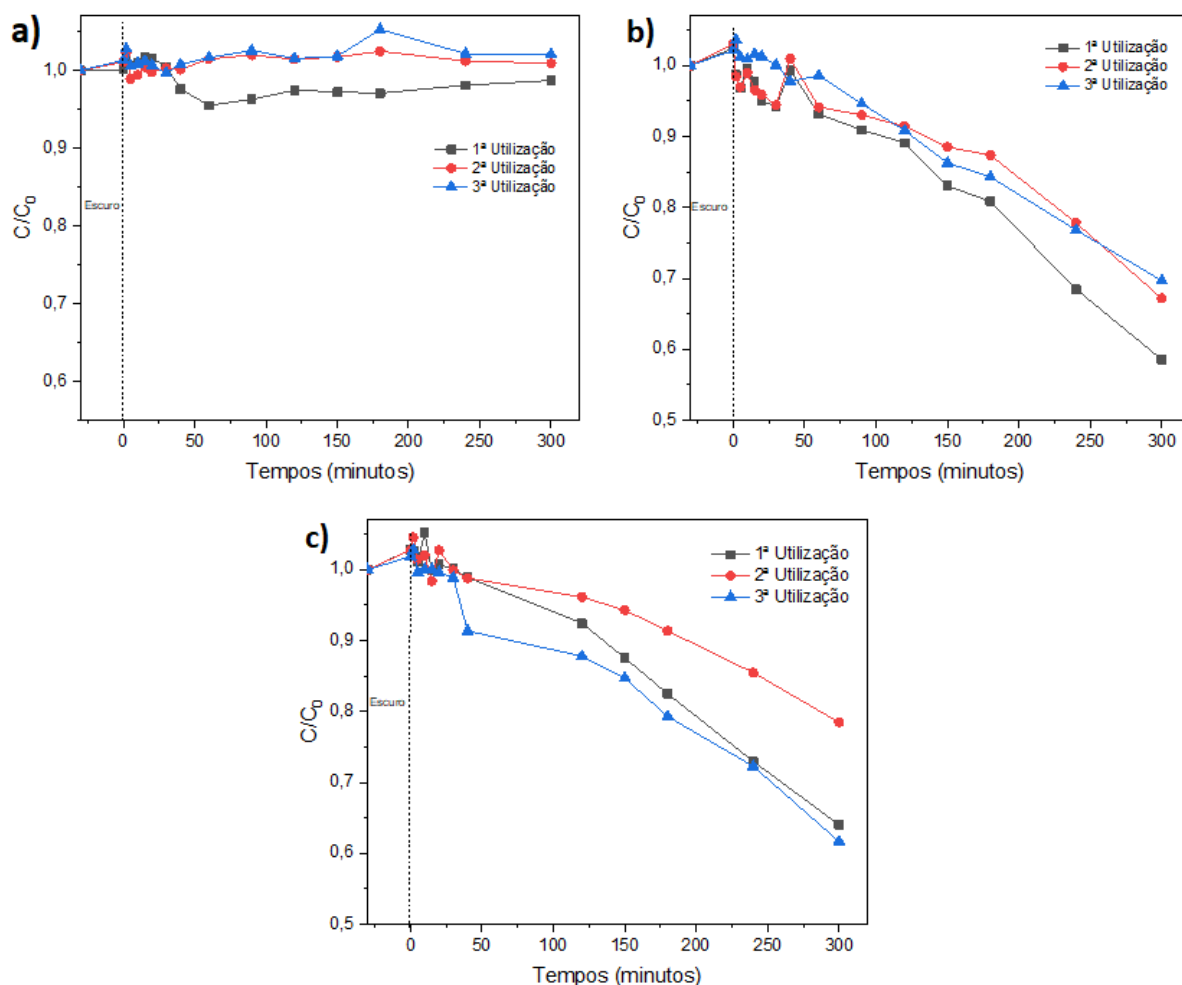 a)
C/C0
1,0
0,9
0,8
0,7
0,6
Escuro
1ª Utilização
2ª Utilização
3ª Utilização
0 50 100 150 200 250 300
Tempos (minutos)
b)
C/C0
1,0
0,9
0,8
0,7
0,6
0,5
Escuro
1ª Utilização
2ª Utilização
3ª Utilização
0 50 100 150 200 250 300
Tempos (minutos)
c)
C/C0
1,0
0,9
0,8
0,7
0,6
0,5
Escuro
1ª Utilização
2ª Utilização
3ª Utilização
0 50 100 150 200 250 300
Tempos (minutos)